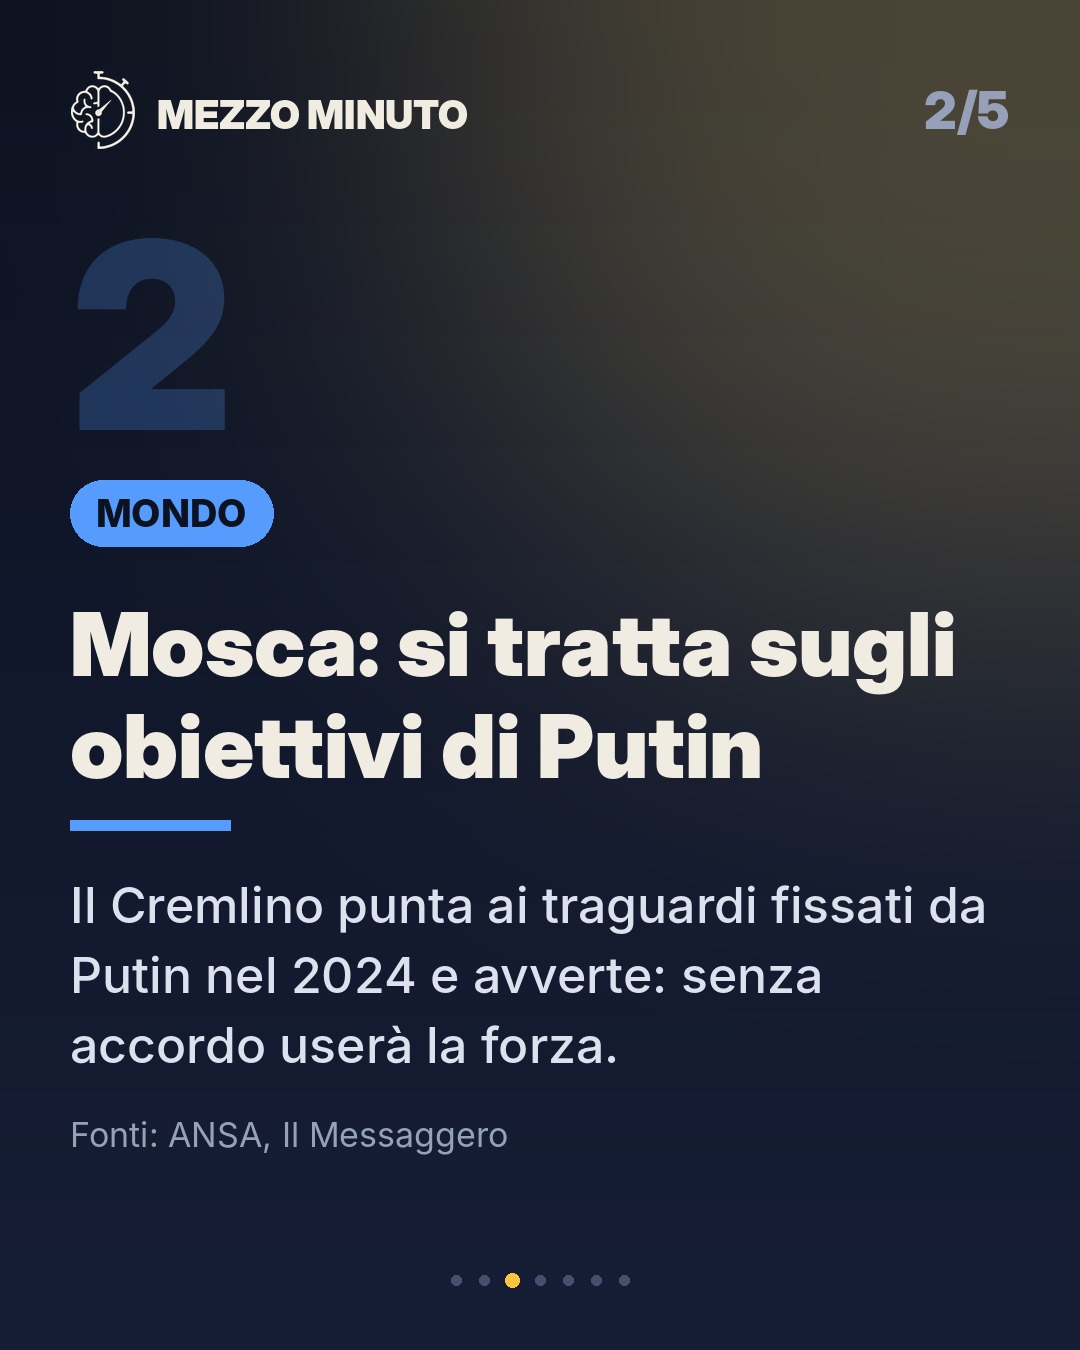 MEZZO MINUTO
2/5
2
MONDO
Mosca: si tratta sugli
obiettivi di Putin
Il Cremlino punta ai traguardi fissati da
Putin nel 2024 e avverte: senza
accordo userà la forza.
Fonti: ANSA, Il Messaggero